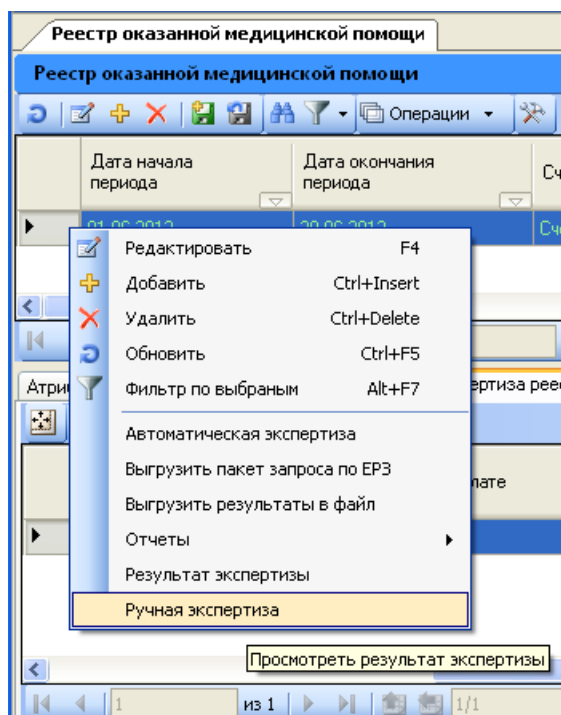 Реестр оказанной медицинской помощи
Реестр оказанной медицинской помощи
Операции
Дата начала периода
Дата окончания периода
Редактировать F4
Добавить Ctrl+Insert
Удалить Ctrl+Delete
Обновить Ctrl+F5
Фильтр по выбраным Alt+F7
Автоматическая экспертиза
Выгрузить пакет запроса по ЕРЗ
Выгрузить результаты в файл
Отчеты
Результат экспертизы
Ручная экспертиза
Просмотреть результат экспертизы
1 из 1 1/1